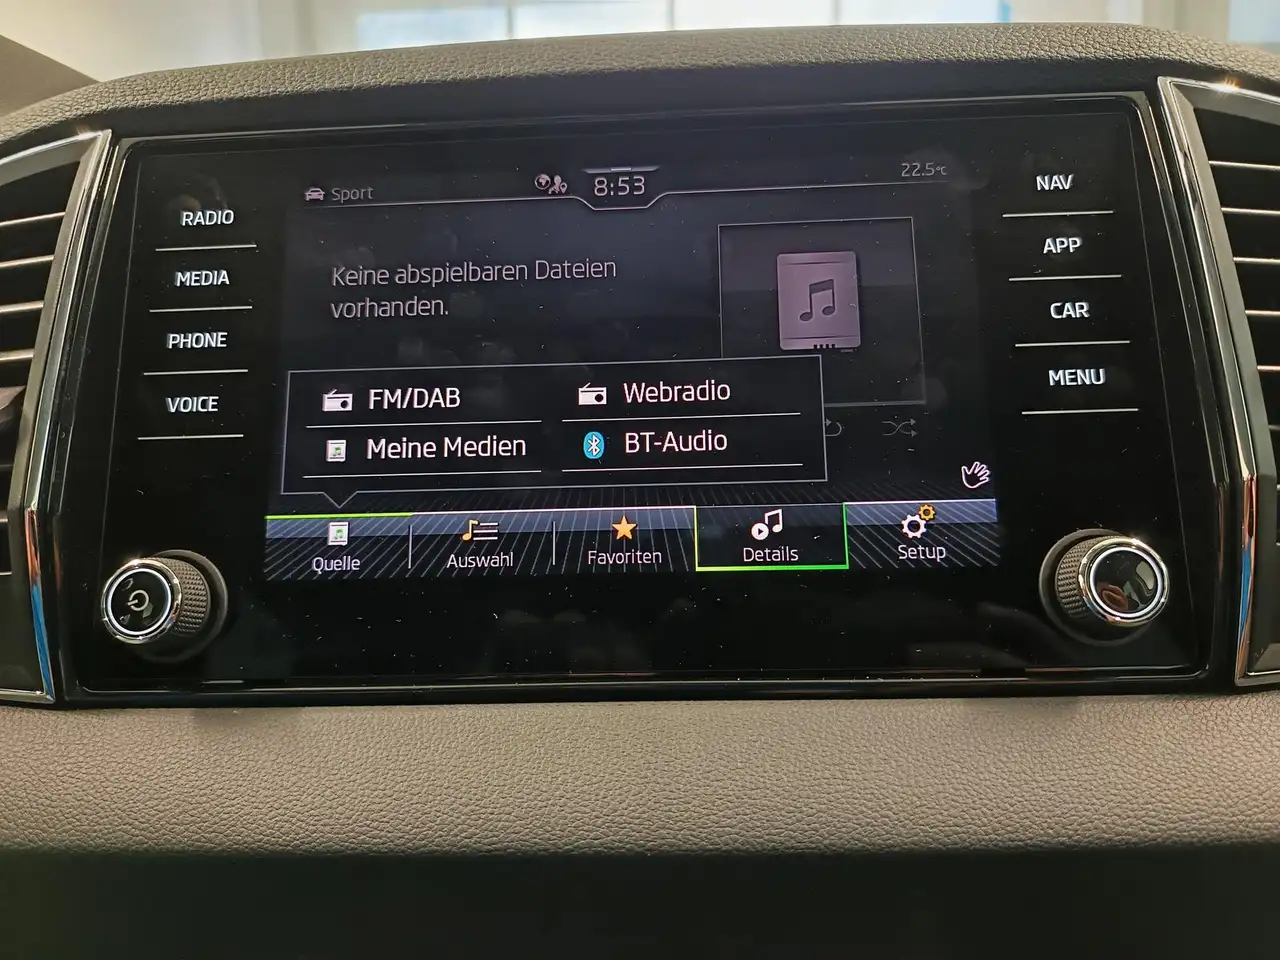 Sport
8:53
22.5°C
RADIO
MEDIA
PHONE
VOICE
NAV
APP
CAR
MENU
Keine abspielbaren Dateien
vorhanden.
FM/DAB
Webradio
Meine Medien
BT-Audio
Quelle
Auswahl
Favoriten
Details
Setup